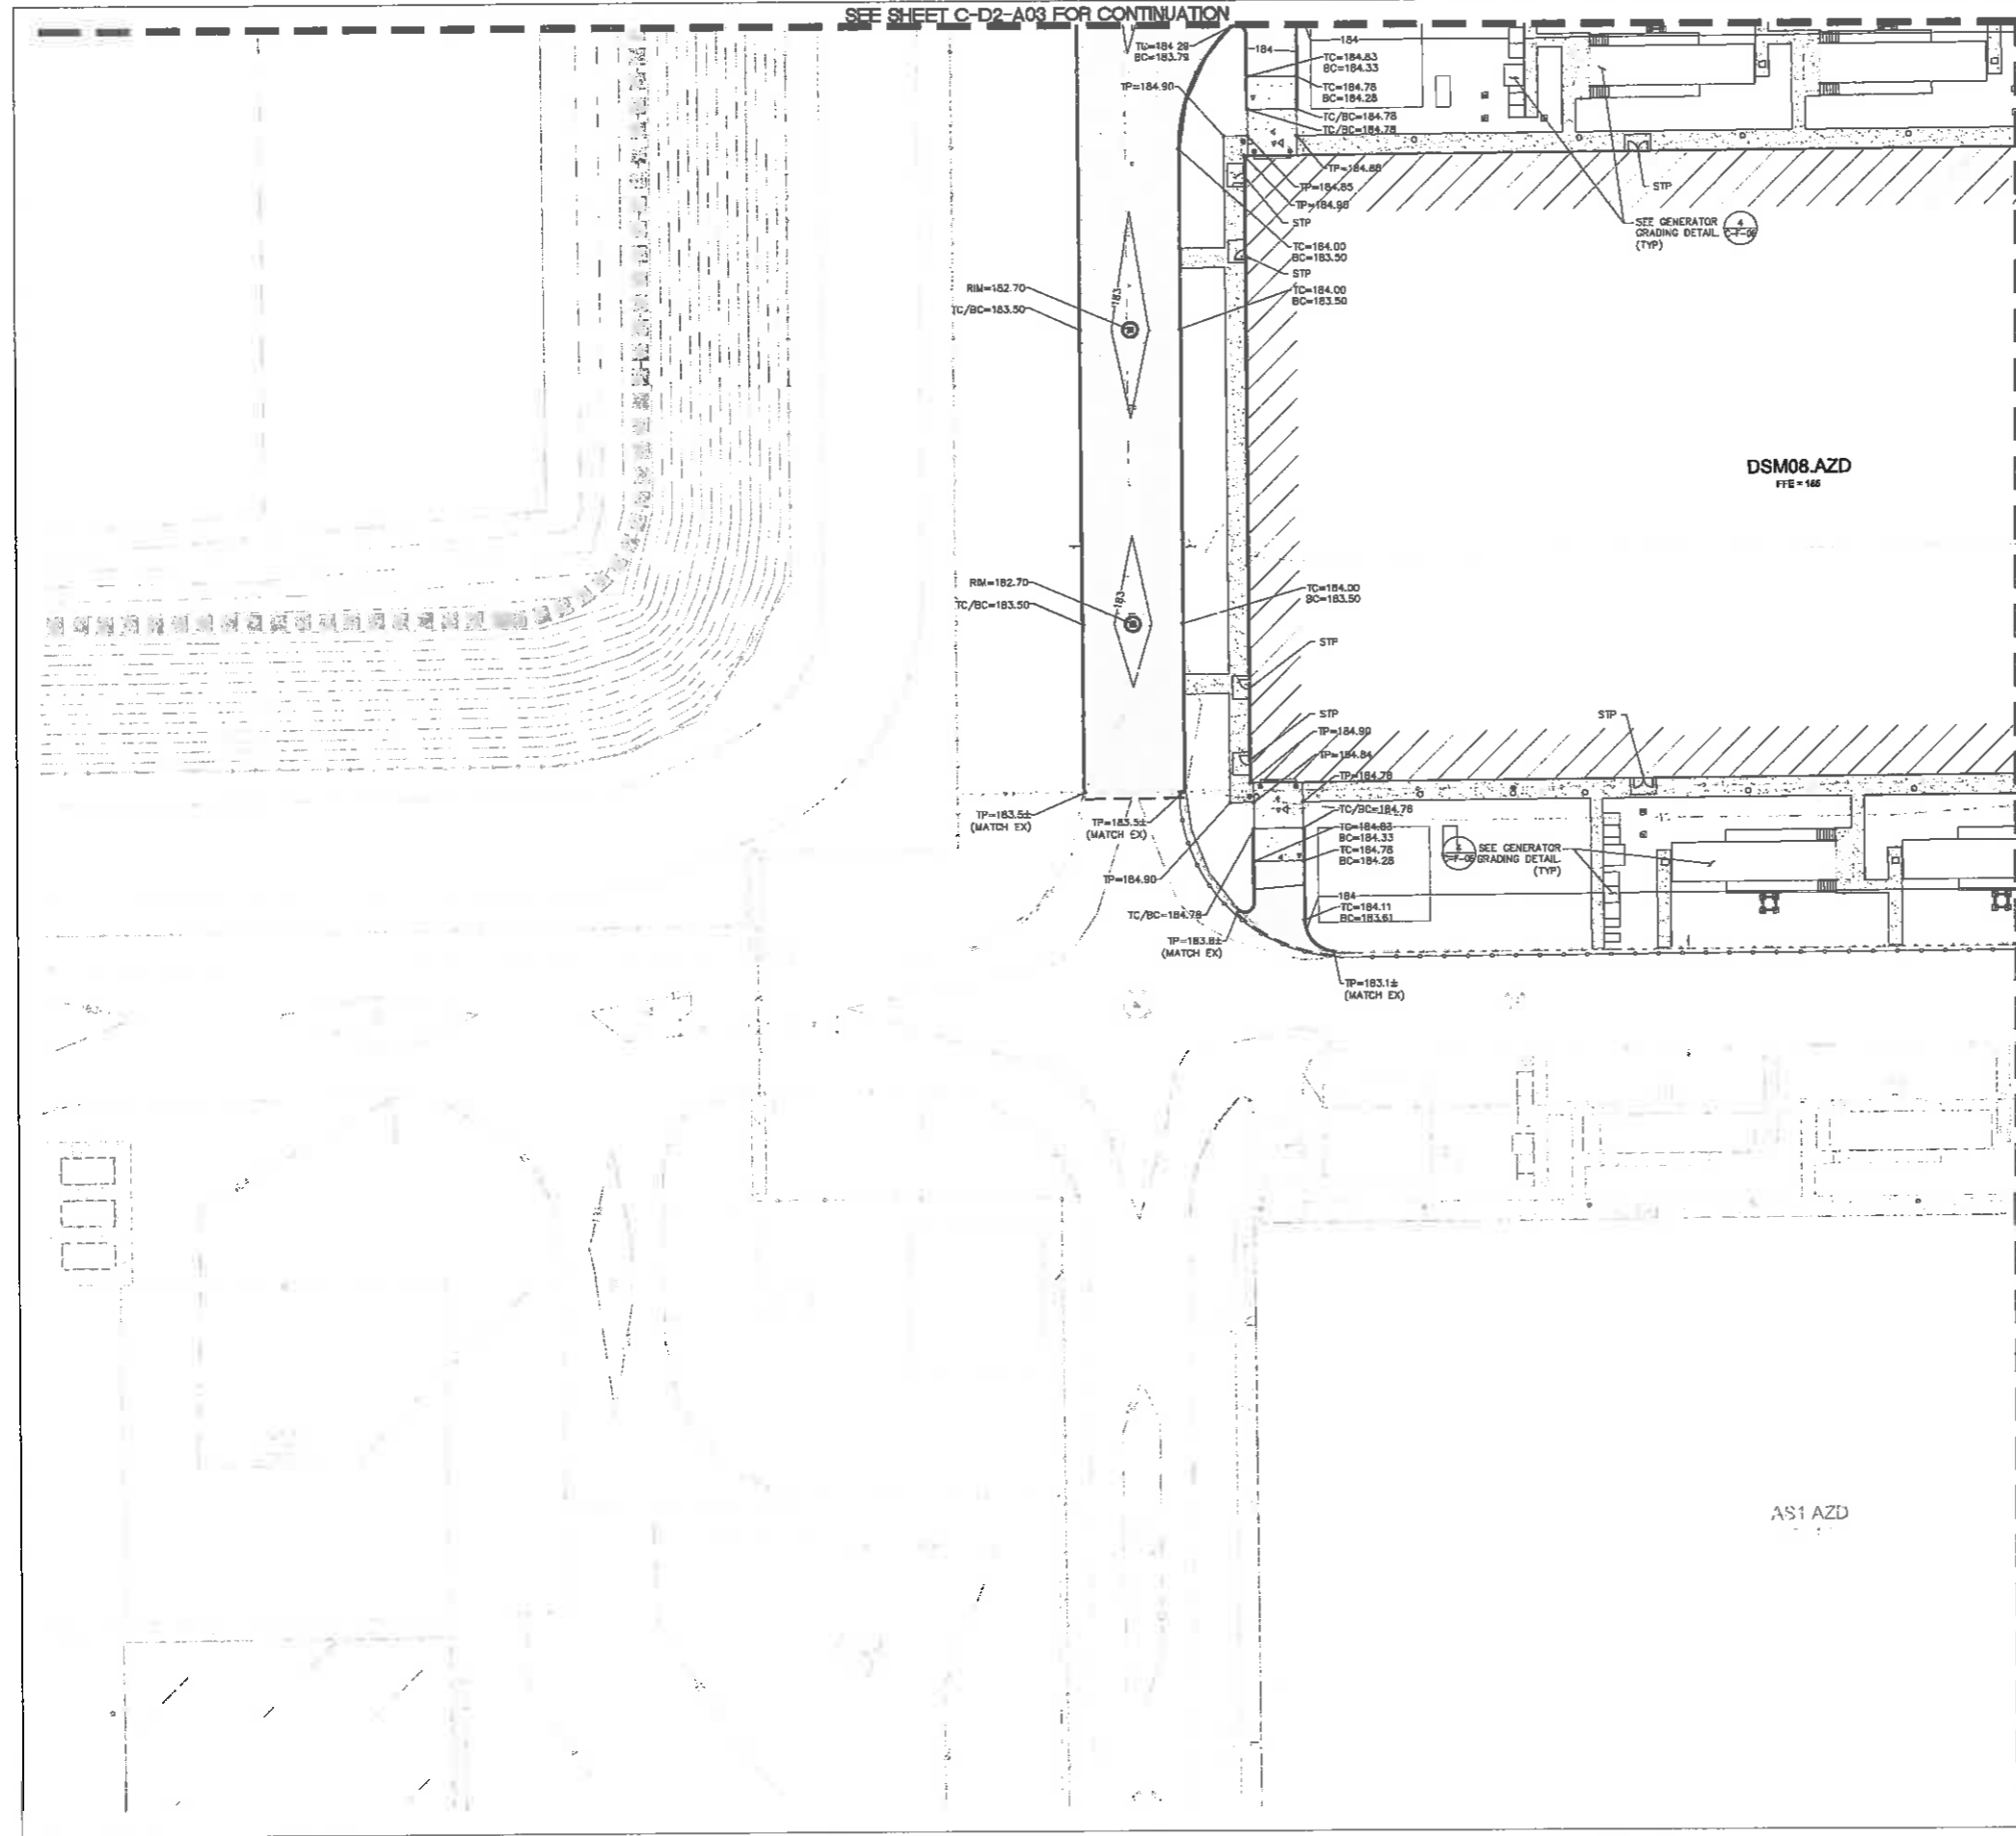 SEE SHEET C-D2-A03 FOR CONTINUATION
TC=184.29
BC=183.79
184
184
TC=184.83
BC=184.33
TP=184.90
TC=184.78
BC=184.28
TC/BC=184.78
TC/BC=184.78
TP=184.88
TP=184.85
TP=184.90
STP
STP
SEE GENERATOR
GRADING DETAIL
(TYP)
4
C-F-06
TC=184.00
BC=183.50
STP
RIM=182.70
TC/BC=183.50
183
TC=184.00
BC=183.50
DSM08.AZD
FFE = 185
RIM=182.70
TC/BC=183.50
183
TC=184.00
BC=183.50
STP
STP
STP
TP=184.90
TP=184.84
TP=184.78
TP=183.5±
(MATCH EX)
TP=183.5±
(MATCH EX)
TC/BC=184.78
TC=184.83
BC=184.33
TC=184.78
BC=184.28
C-F-06
SEE GENERATOR
GRADING DETAIL
(TYP)
TP=184.90
184
TC=184.11
BC=183.61
TC/BC=184.78
TP=183.8±
(MATCH EX)
TP=183.1±
(MATCH EX)
AS1 AZD